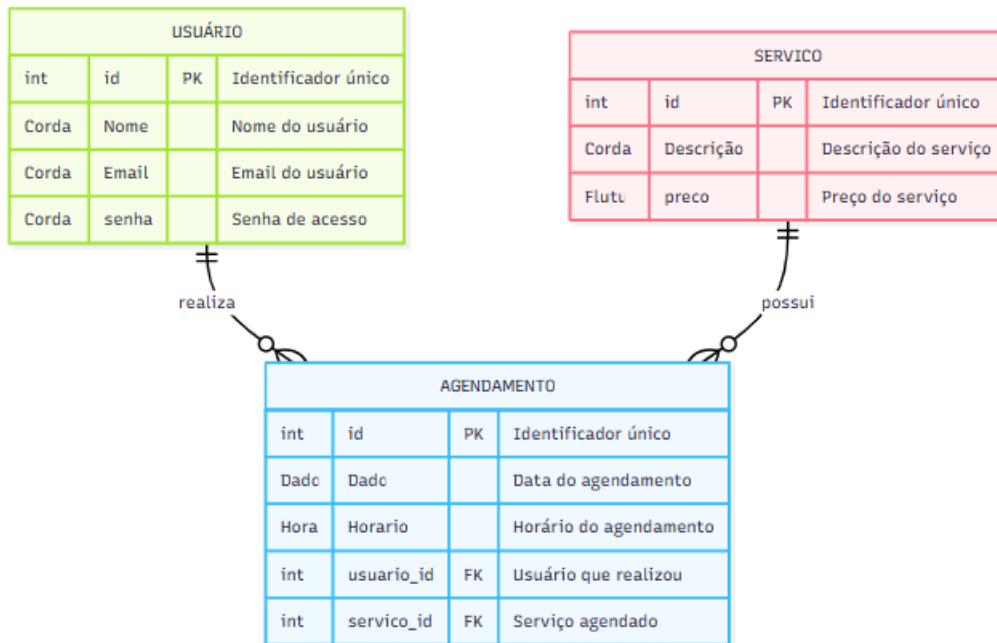 USUÁRIO
int id PK Identificador único
Corda Nome Nome do usuário
Corda Email Email do usuário
Corda senha Senha de acesso
SERVICO
int id PK Identificador único
Corda Descrição Descrição do serviço
Flutu preco Preço do serviço
realiza
possui
AGENDAMENTO
int id PK Identificador único
Dado Dado Data do agendamento
Hora Horario Horário do agendamento
int usuario_id FK Usuário que realizou
int servico_id FK Serviço agendado